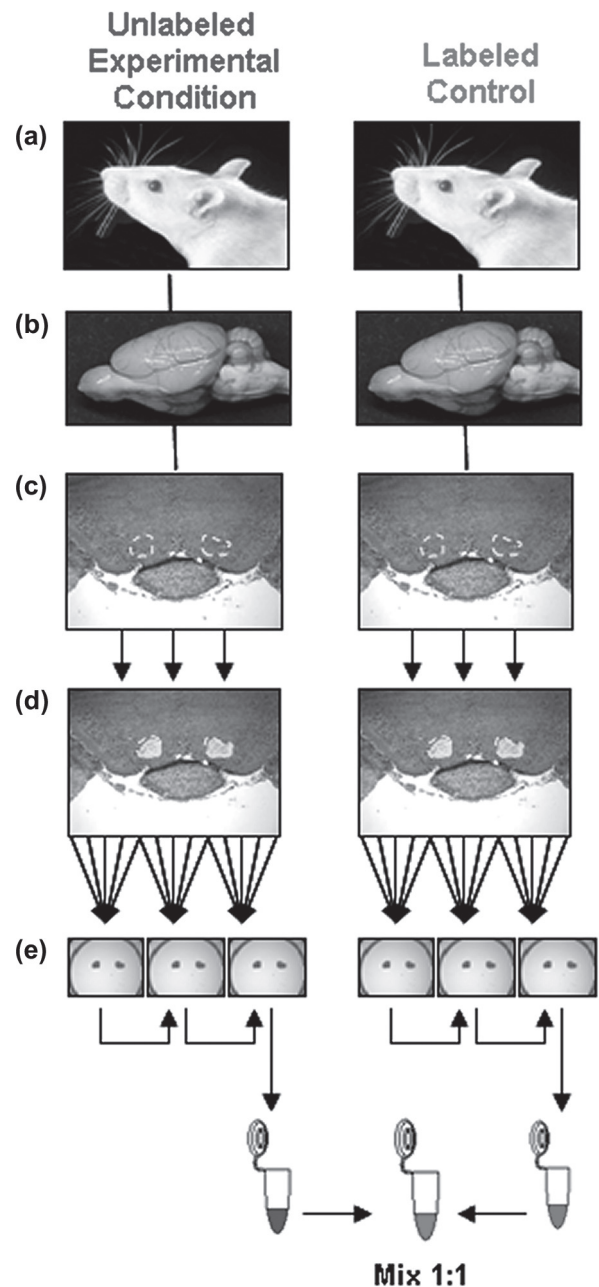 Unlabeled
Experimental
Condition
Labeled
Control
(a)
(b)
(c)
(d)
(e)
Mix 1:1